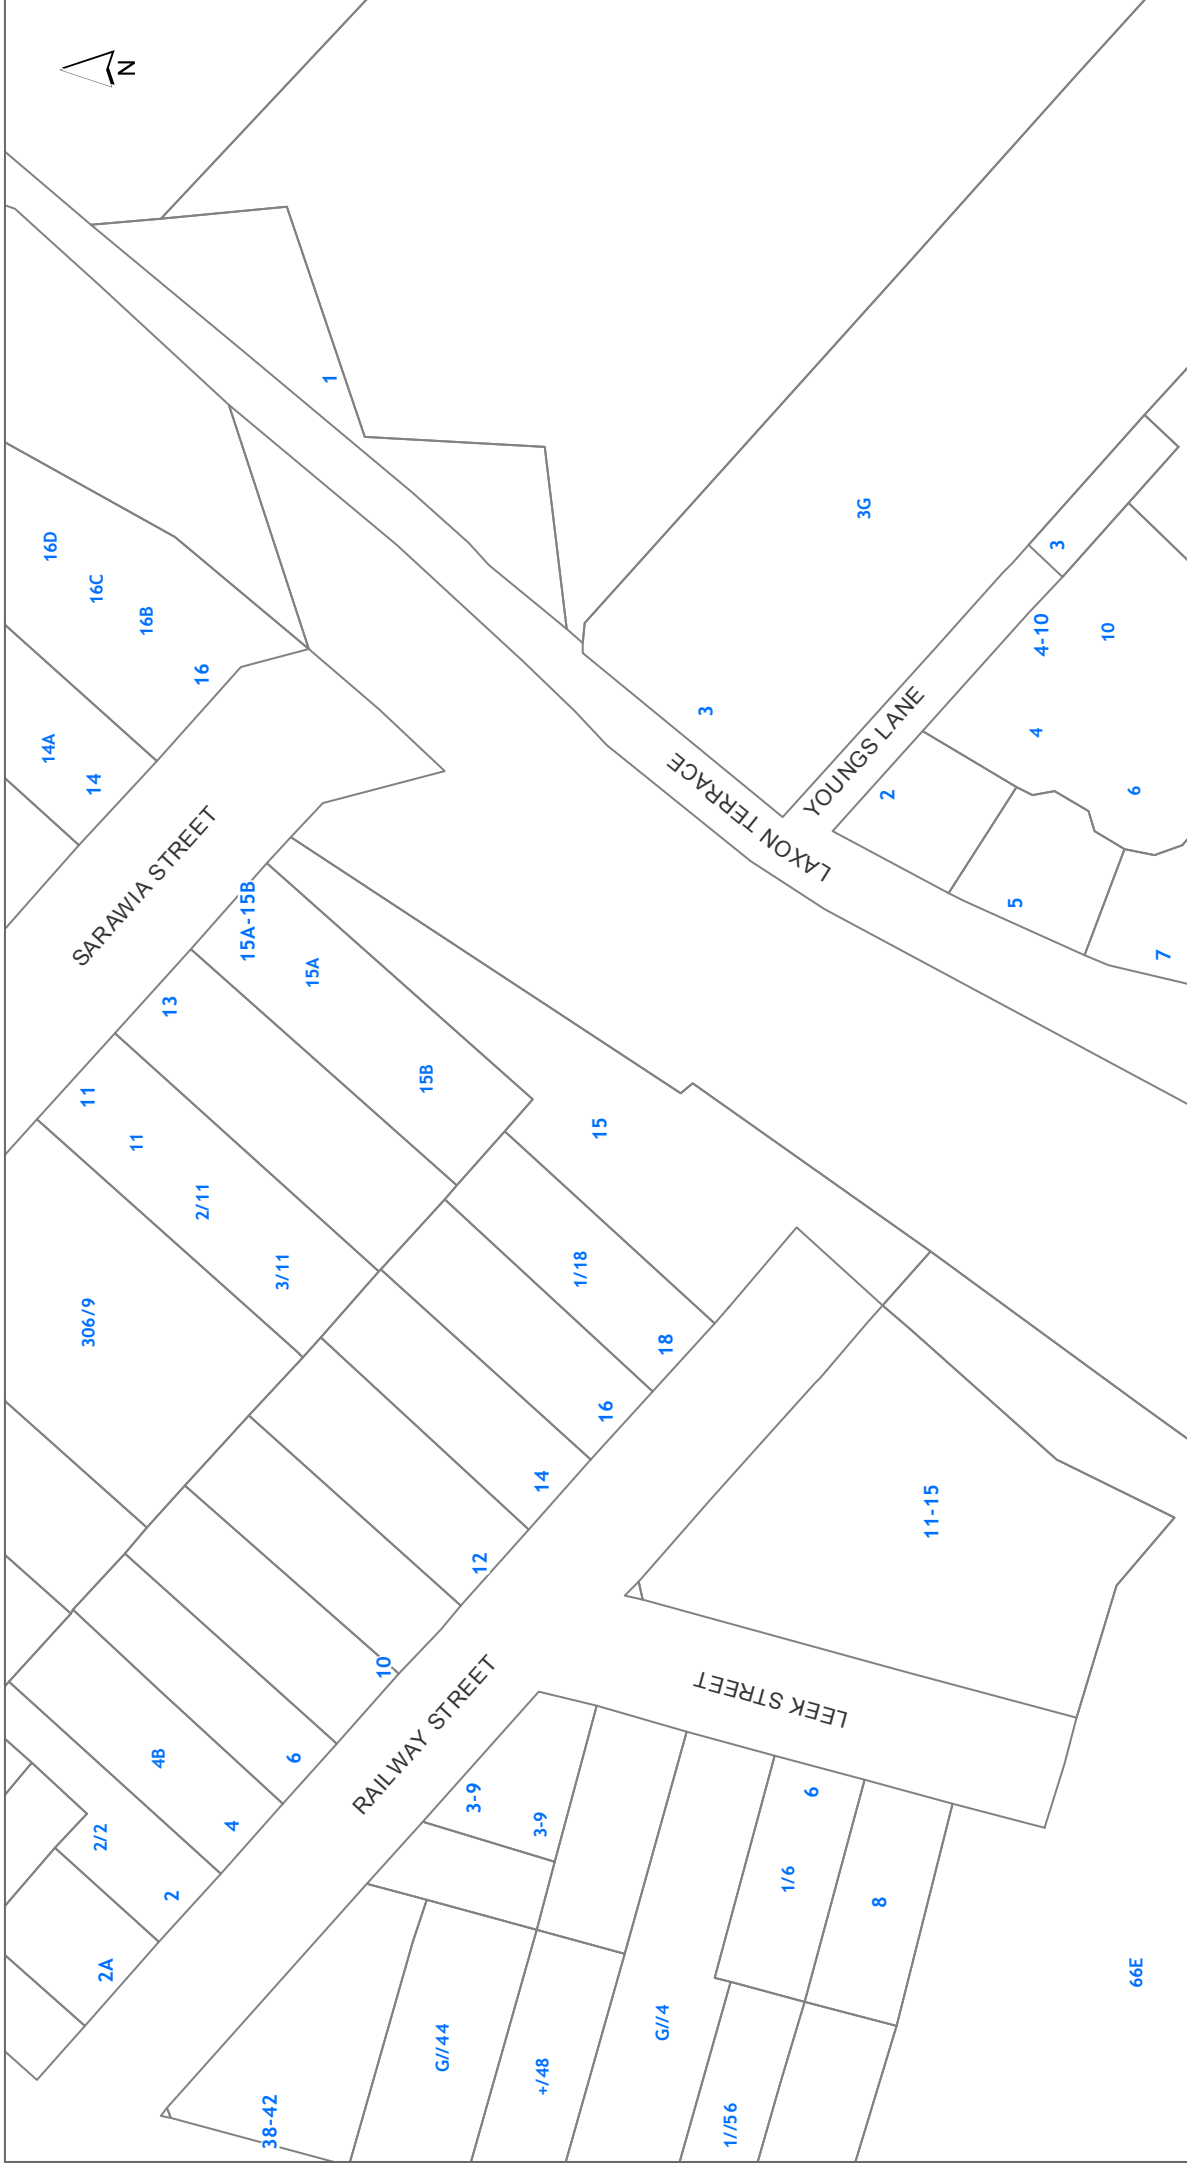 N
16D
16C
16B
16
14A
14
1
3G
3
4-10
10
4
6
2
5
7
3
SARAWIA STREET
YOUNGS LANE
LAXON TERRACE
15A-15B
15A
15B
13
11
11
2/11
3/11
306/9
15
1/18
18
16
14
12
10
6
4B
4
2/2
2
2A
RAILWAY STREET
11-15
LEEK STREET
3-9
3-9
6
1/6
8
66E
G//4
G//44
+/48
1//56
38-42